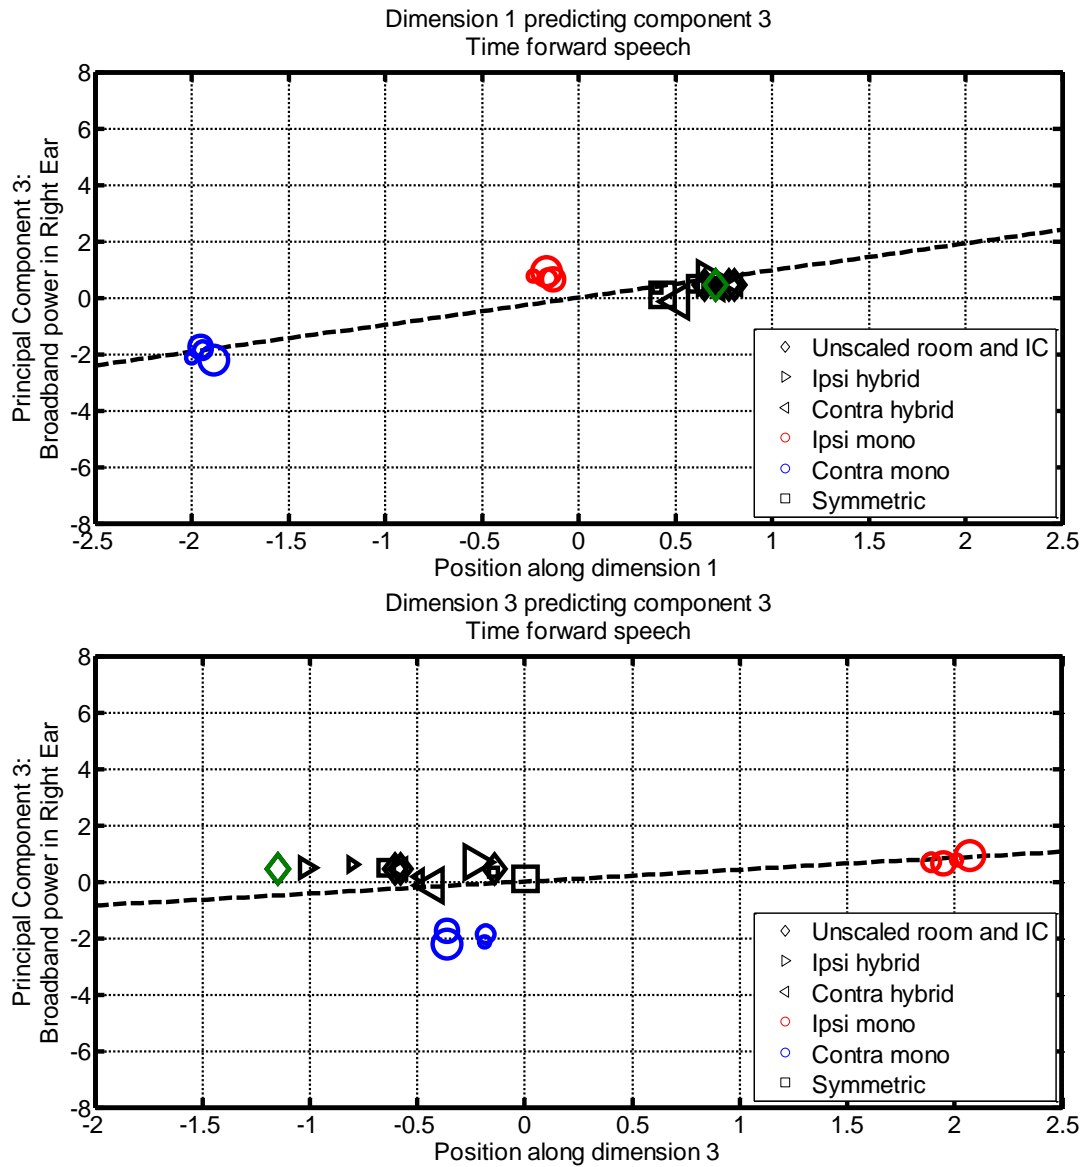 Dimension 1 predicting component 3
Time forward speech
Principal Component 3:
Broadband power in Right Ear
8
6
4
2
0
-2
-4
-6
-8
Unscaled room and IC
Ipsi hybrid
Contra hybrid
Ipsi mono
Contra mono
Symmetric
-2.5 -2 -1.5 -1 -0.5 0 0.5 1 1.5 2 2.5
Position along dimension 1
Dimension 3 predicting component 3
Time forward speech
Principal Component 3:
Broadband power in Right Ear
8
6
4
2
0
-2
-4
-6
-8
Unscaled room and IC
Ipsi hybrid
Contra hybrid
Ipsi mono
Contra mono
Symmetric
-2 -1.5 -1 -0.5 0 0.5 1 1.5 2 2.5
Position along dimension 3